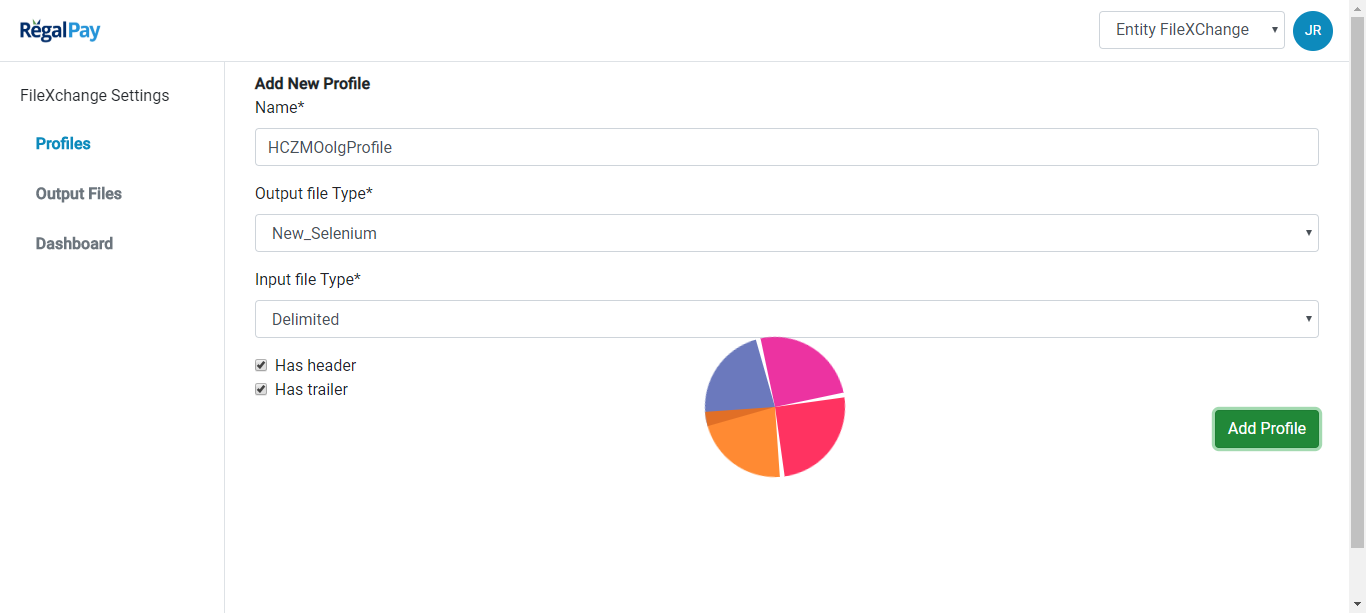 RegalPay
Entity FileXChange
JR
FileXchange Settings
Profiles
Output Files
Dashboard
Add New Profile
Name*
HCZMOoIgProfile
Output file Type*
New_Selenium
Input file Type*
Delimited
Has header
Has trailer
Add Profile